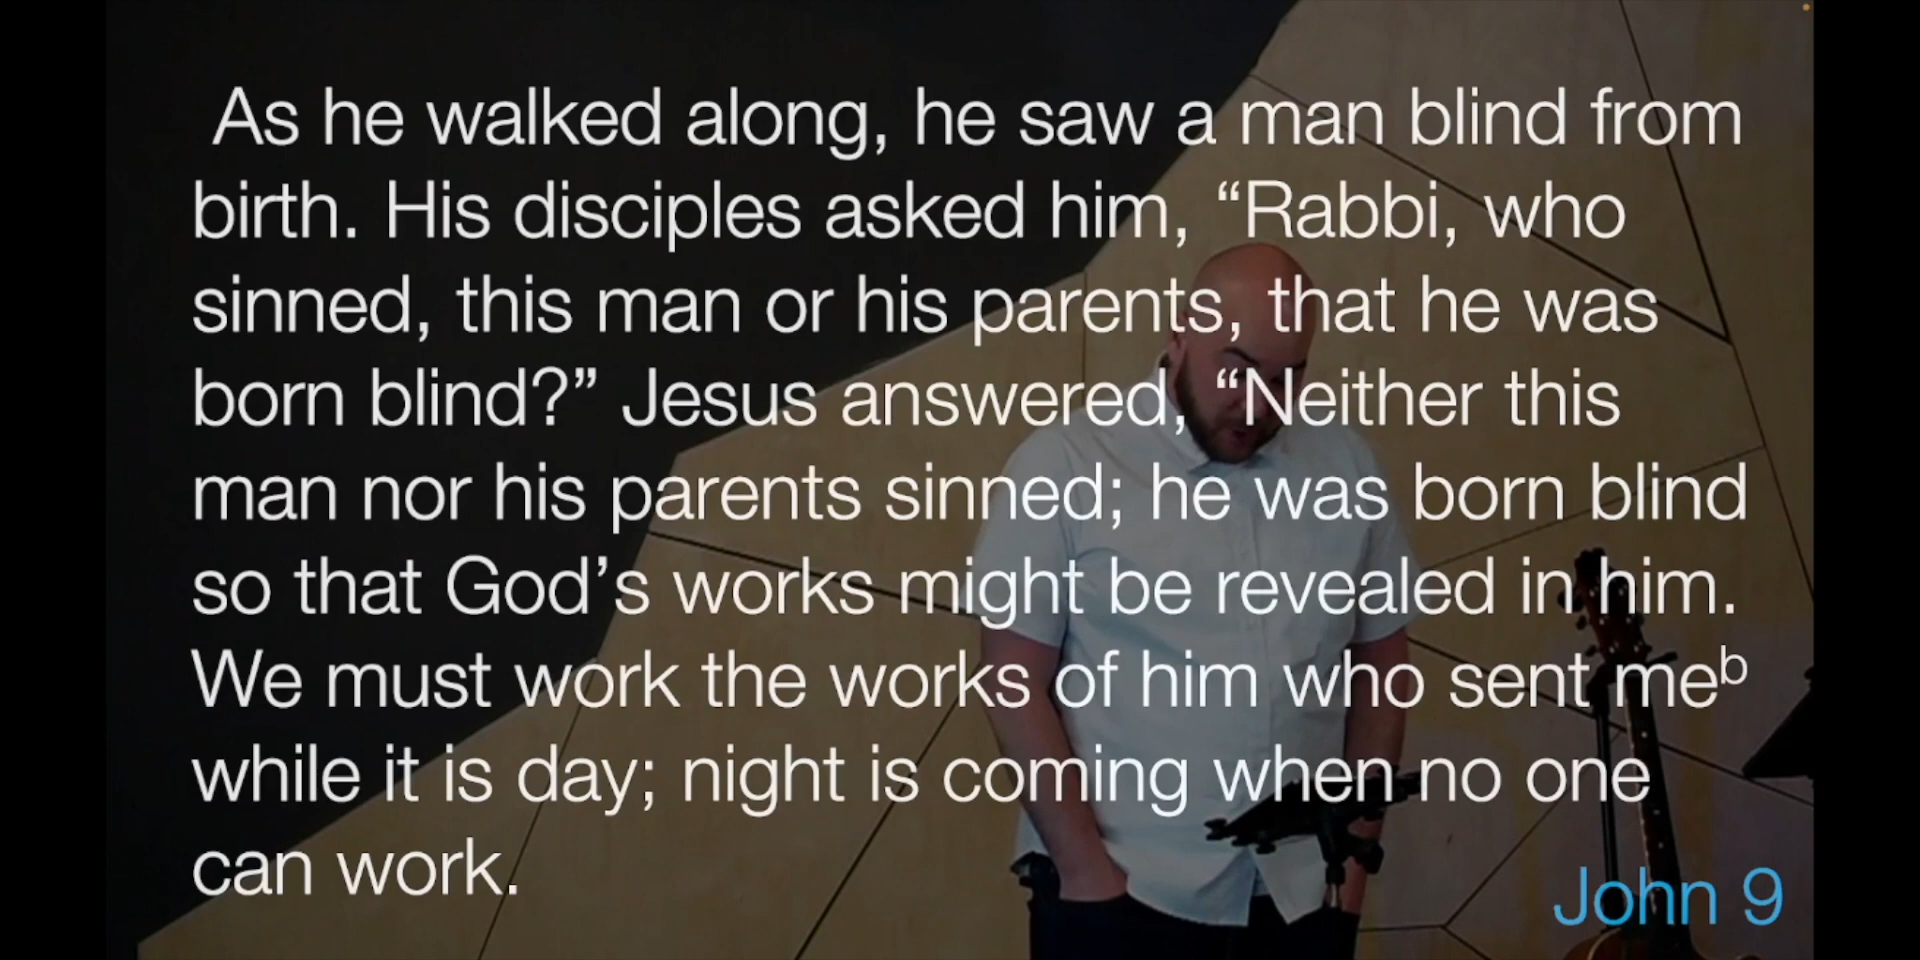 As he walked along, he saw a man blind from
birth. His disciples asked him, “Rabbi, who
sinned, this man or his parents, that he was
born blind?” Jesus answered, “Neither this
man nor his parents sinned; he was born blind
so that God’s works might be revealed in him.
We must work the works of him who sent meᵇ
while it is day; night is coming when no one
can work.
John 9